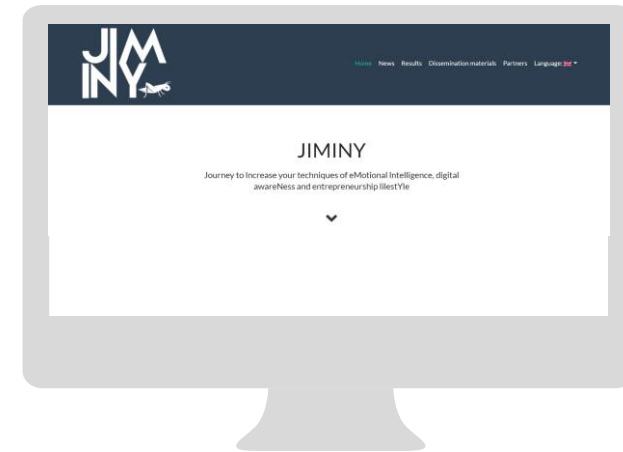 JIM
INY
Home News Results Dissemination materials Partners Language:
JIMINY
Journey to Increase your techniques of eMotional Intelligence, digital
awareNess and entrepreneurship lilestYle